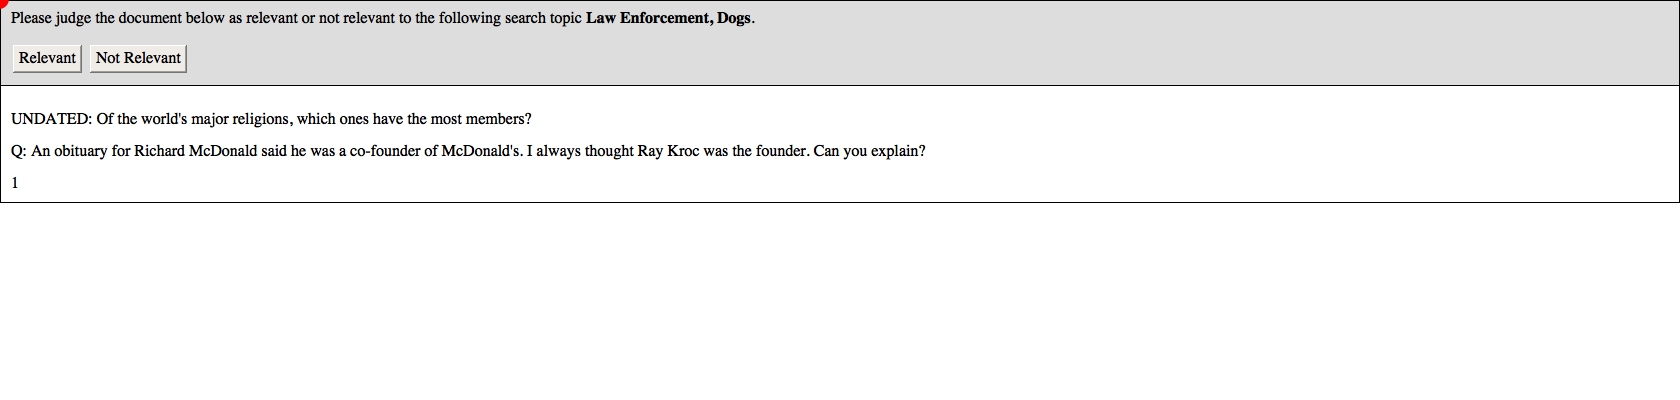 Please judge the document below as relevant or not relevant to the following search topic Law Enforcement, Dogs.
Relevant Not Relevant
UNDATED: Of the world's major religions, which ones have the most members?
Q: An obituary for Richard McDonald said he was a co-founder of McDonald's. I always thought Ray Kroc was the founder. Can you explain?
1